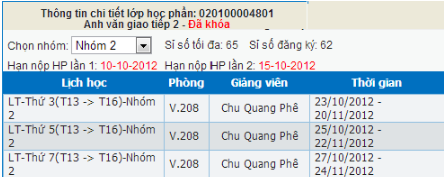 Thông tin chi tiết lớp học phần: 020100004801
Anh văn giao tiếp 2 - Đã khóa
Chọn nhóm: Nhóm 2 Sỉ số tối đa: 65 Sỉ số đăng ký: 62
Hạn nộp HP lần 1: 10-10-2012 Hạn nộp HP lần 2: 15-10-2012
Lịch học Phòng Giảng viên Thời gian
LT-Thứ 3(T13 -> T16)-Nhóm 2 V.208 Chu Quang Phê 23/10/2012 - 20/11/2012
LT-Thứ 5(T13 -> T16)-Nhóm 2 V.208 Chu Quang Phê 25/10/2012 - 22/11/2012
LT-Thứ 7(T13 -> T16)-Nhóm 2 V.208 Chu Quang Phê 27/10/2012 - 24/11/2012